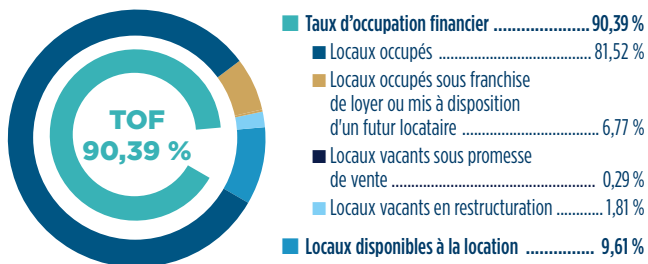 TOF
90,39 %
Taux d’occupation financier ..................... 90,39 %
Locaux occupés ..................................... 81,52 %
Locaux occupés sous franchise
de loyer ou mis à disposition
d'un futur locataire ................................. 6,77 %
Locaux vacants sous promesse
de vente .................................................. 0,29 %
Locaux vacants en restructuration ............ 1,81 %
Locaux disponibles à la location ............... 9,61 %